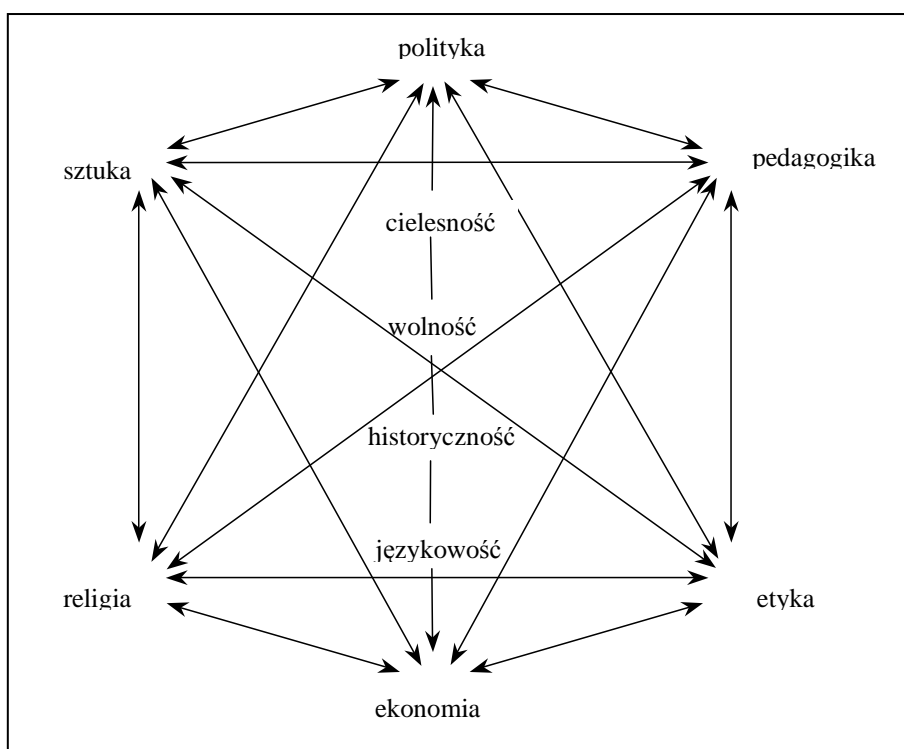 polityka
sztuka
pedagogika
cielesność
wolność
historyczność
językowość
religia
etyka
ekonomia